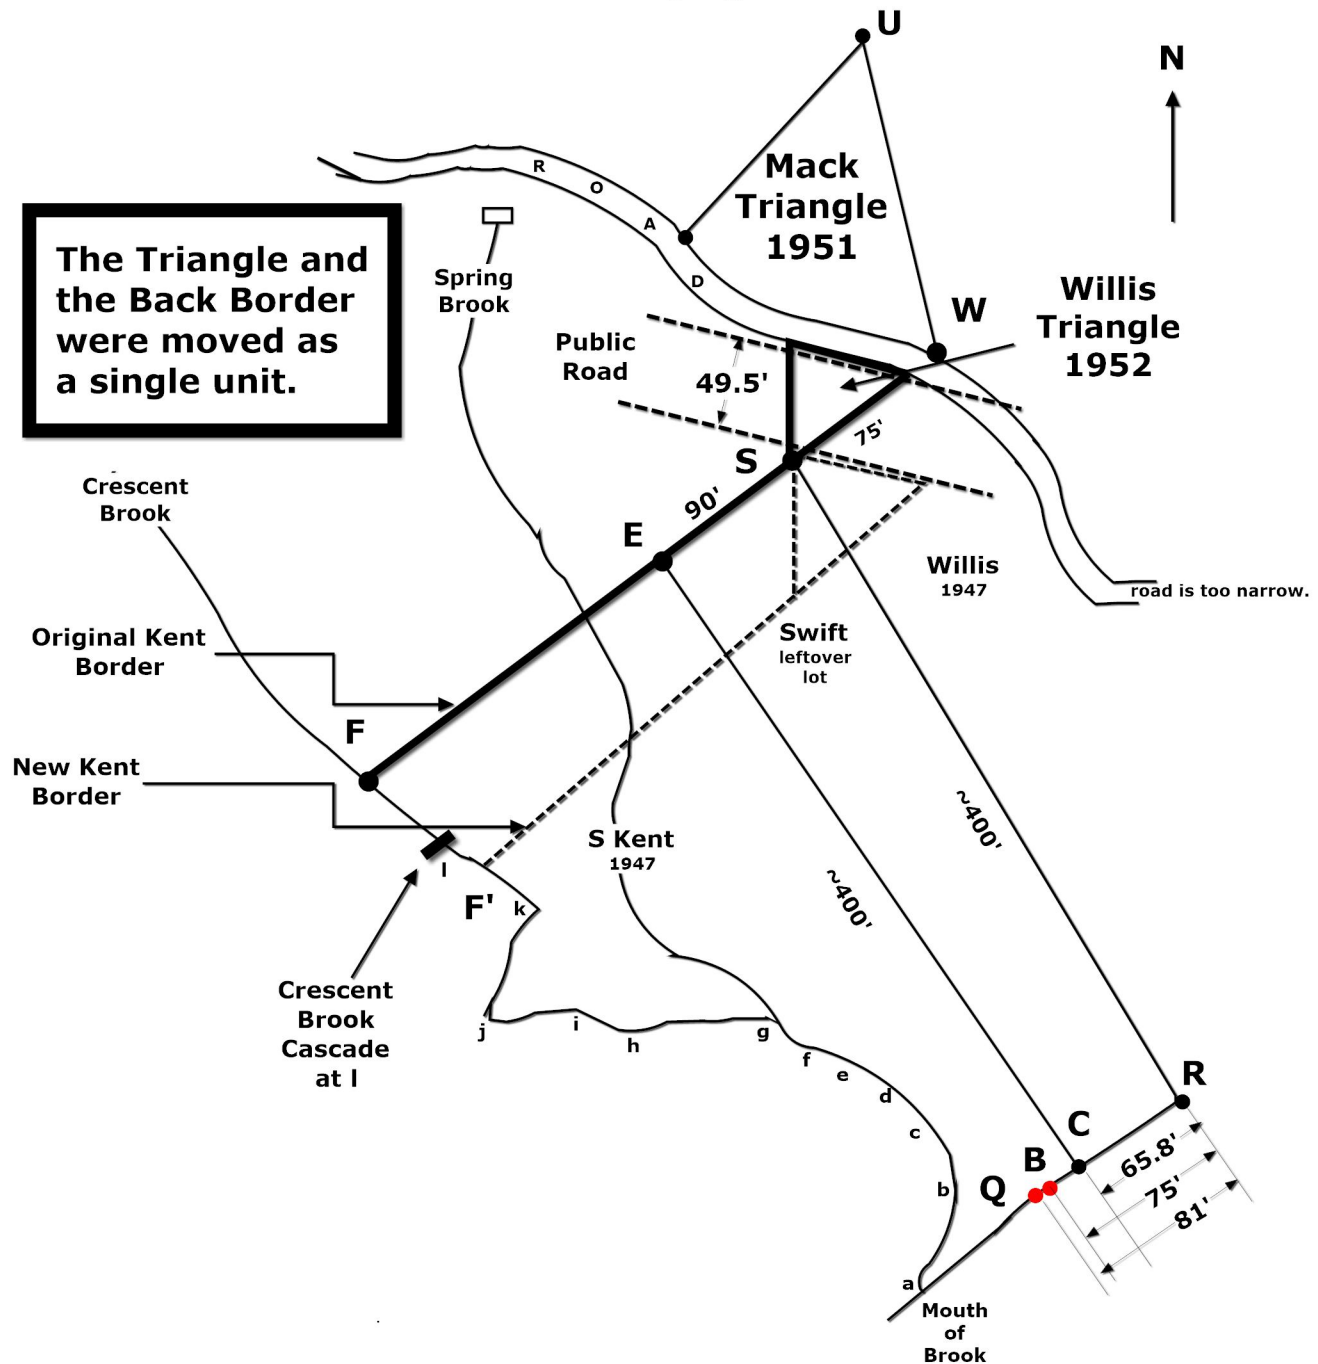 U
N
Mack
Triangle
1951
R
O
A
D
The Triangle and
the Back Border
were moved as
a single unit.
Spring
Brook
Willis
Triangle
1952
W
Public
Road
49.5'
75'
S
90'
Crescent
Brook
E
Willis
1947
road is too narrow.
Original Kent
Border
Swift
leftover
lot
F
New Kent
Border
~400'
S Kent
1947
~400'
l
F'
k
Crescent
Brook
Cascade
at l
j
i
h
g
f
e
d
c
b
a
R
C
B
Q
65.8'
75'
81'
Mouth
of
Brook